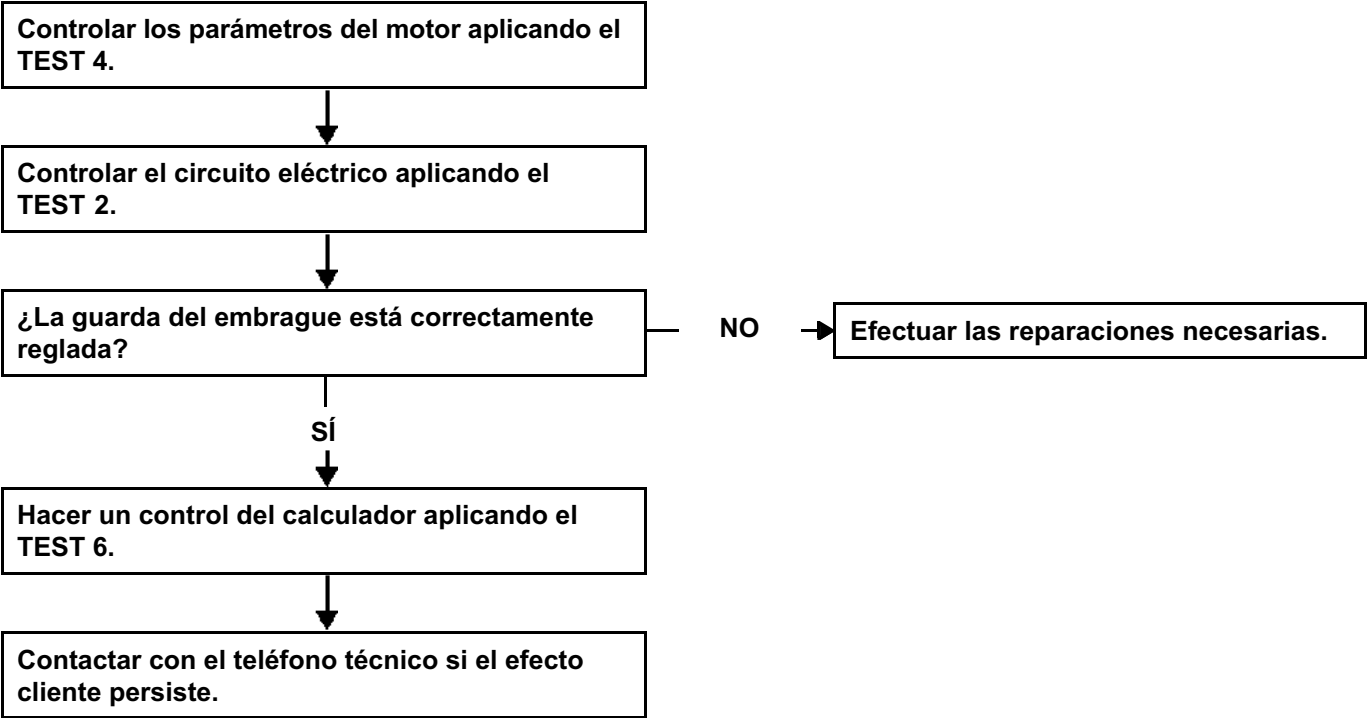 Controlar los parámetros del motor aplicando el
TEST 4.
Controlar el circuito eléctrico aplicando el
TEST 2.
¿La guarda del embrague está correctamente
reglada?
NO
Efectuar las reparaciones necesarias.
SÍ
Hacer un control del calculador aplicando el
TEST 6.
Contactar con el teléfono técnico si el efecto
cliente persiste.